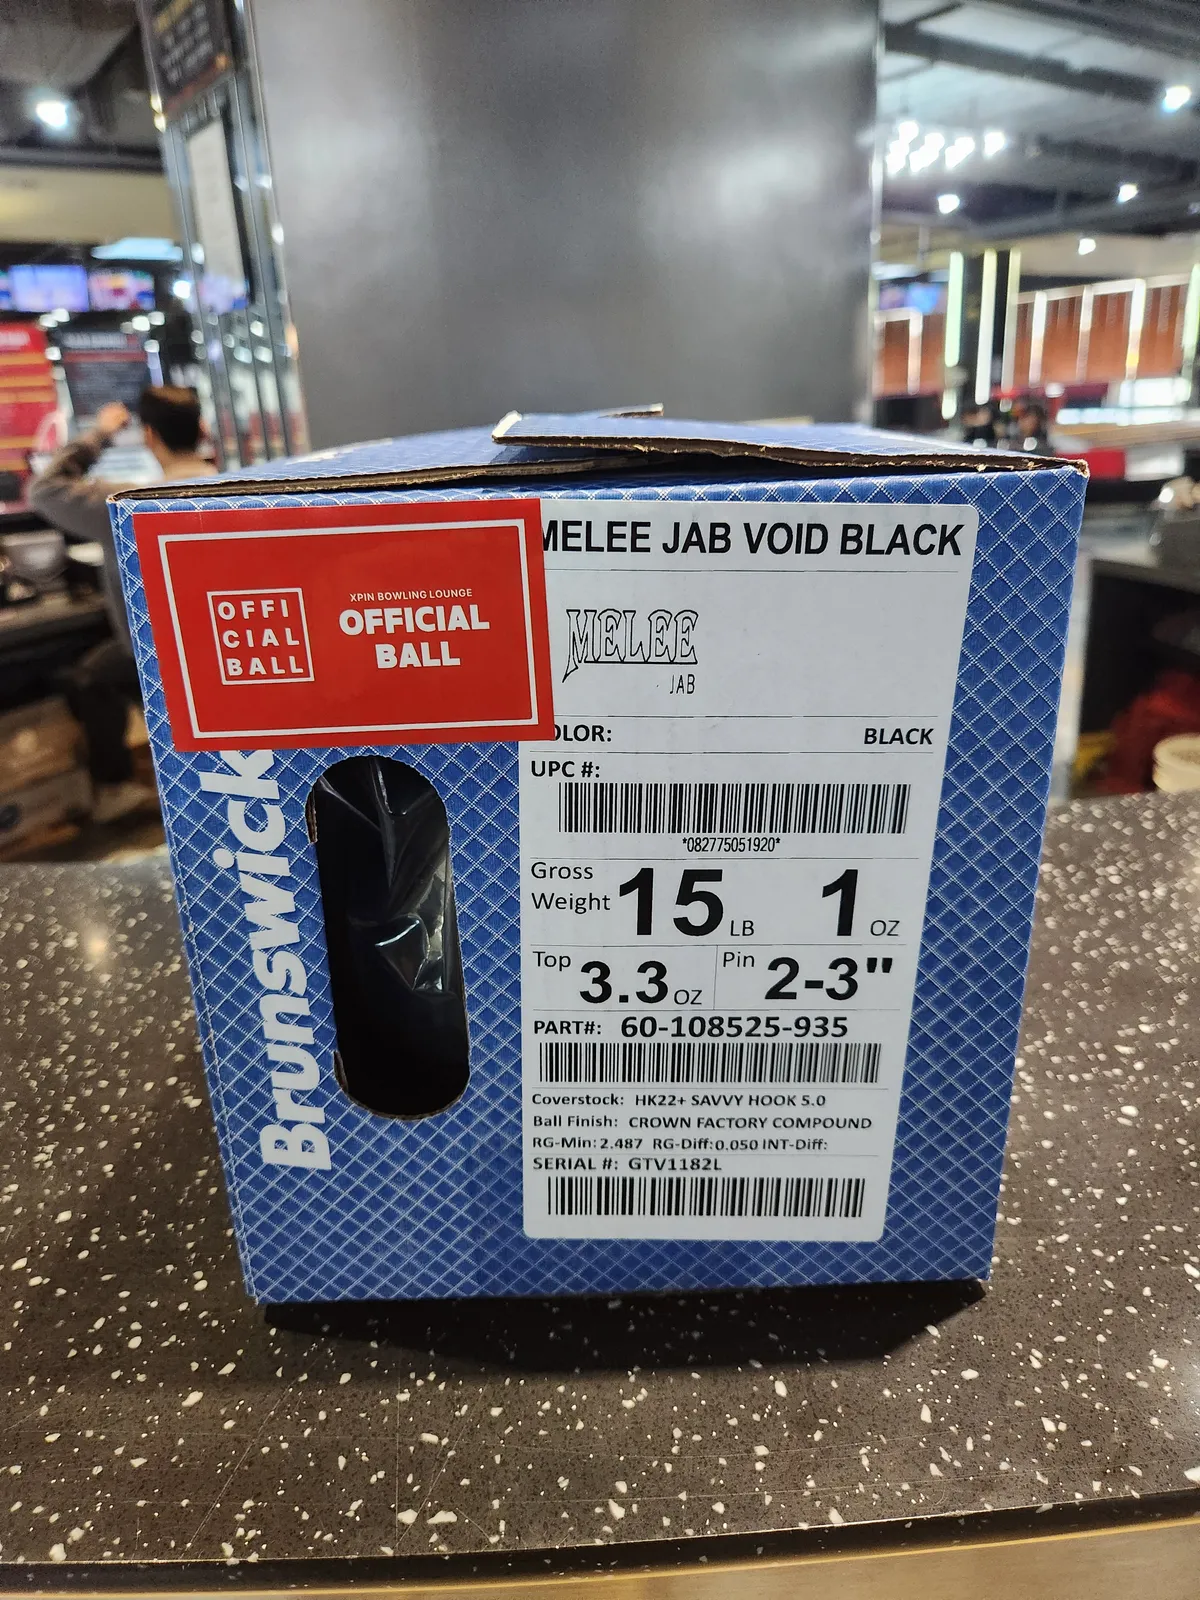 OFFI
CIAL
BALL
XPIN BOWLING LOUNGE
OFFICIAL
BALL
Brunswick
MELEE JAB VOID BLACK
MELEE
JAB
OLOR: BLACK
UPC #:
*082775051920*
Gross
Weight 15 LB 1 OZ
Top 3.3 OZ Pin 2-3"
PART#: 60-108525-935
Coverstock: HK22+ SAVVY HOOK 5.0
Ball Finish: CROWN FACTORY COMPOUND
RG-Min: 2.487 RG-Diff: 0.050 INT-Diff:
SERIAL #: GTV1182L